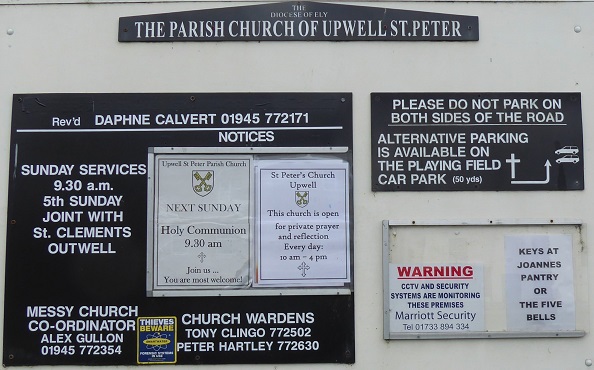 THE
DIOCESE OF ELY
THE PARISH CHURCH OF UPWELL ST.PETER
Rev'd DAPHNE CALVERT 01945 772171
NOTICES
SUNDAY SERVICES
9.30 a.m.
5th SUNDAY
JOINT WITH
St. CLEMENTS
OUTWELL
Upwell St Peter Parish Church
NEXT SUNDAY
Holy Communion
9.30 am
Join us ...
You are most welcome!
St Peter's Church
Upwell
This church is open
for private prayer
and reflection
Every day:
10 am - 4 pm
MESSY CHURCH
CO-ORDINATOR
ALEX GULLON
01945 772354
THIEVES
BEWARE
CHURCH WARDENS
TONY CLINGO 772502
PETER HARTLEY 772630
PLEASE DO NOT PARK ON
BOTH SIDES OF THE ROAD
ALTERNATIVE PARKING
IS AVAILABLE ON
THE PLAYING FIELD
CAR PARK (50 yds)
WARNING
CCTV AND SECURITY
SYSTEMS ARE MONITORING
THESE PREMISES
Marriott Security
Tel 01733 894 334
KEYS AT
JOANNES
PANTRY
OR THE
FIVE
BELLS